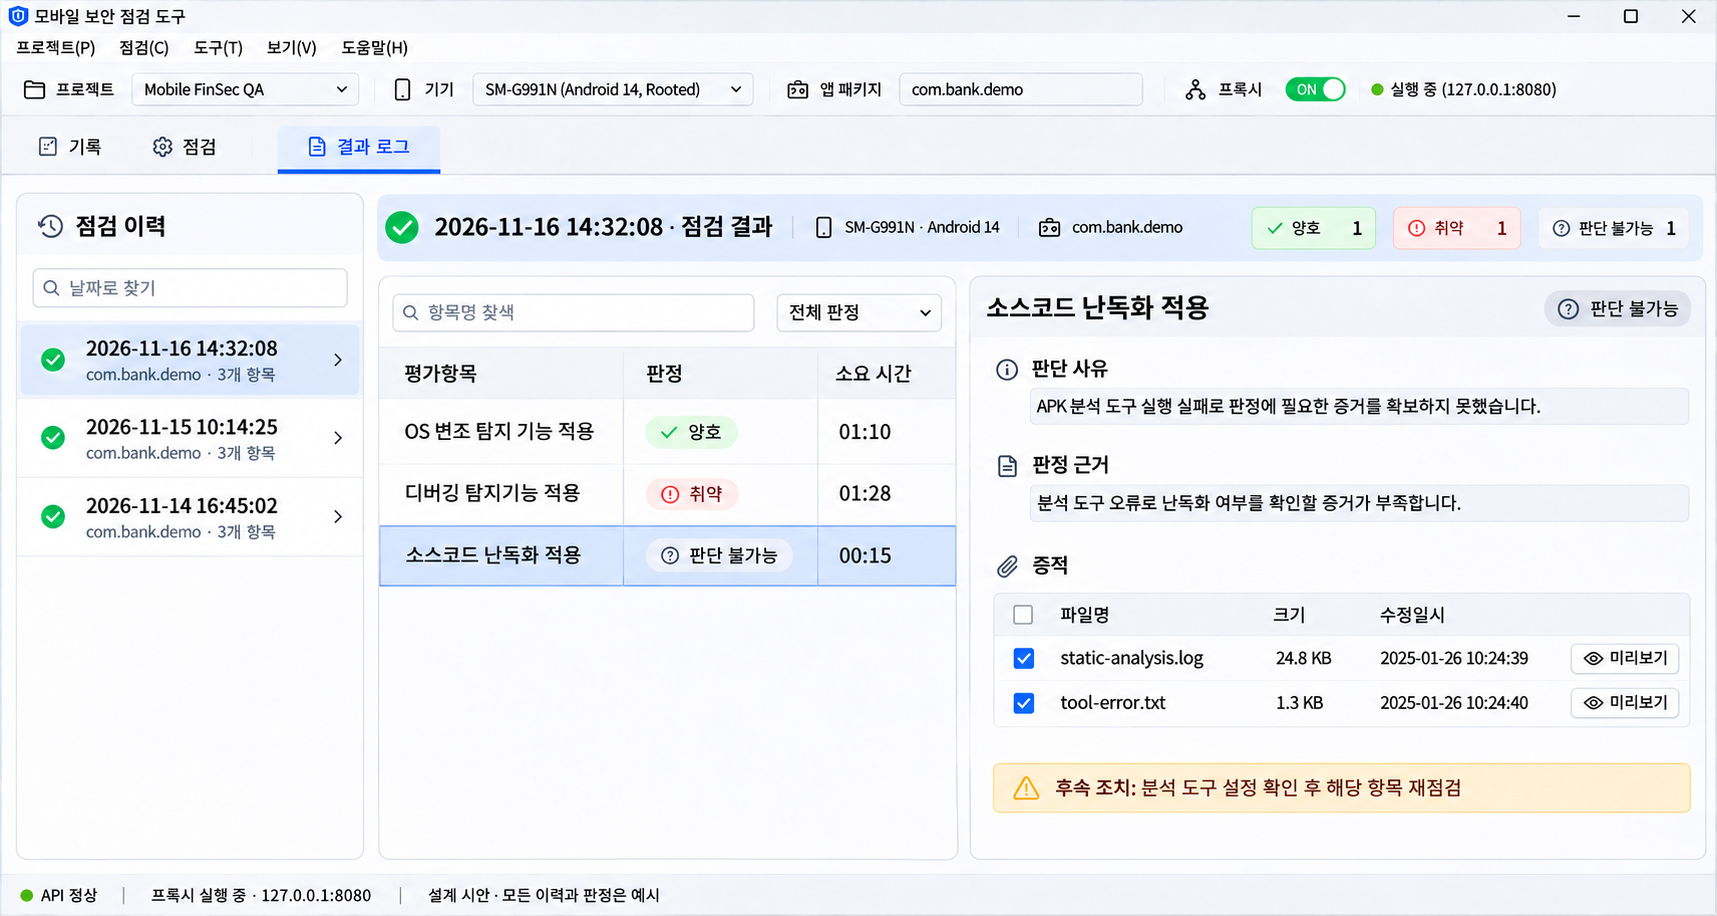 모바일 보안 점검 도구
프로젝트(P) 점검(C) 도구(T) 보기(V) 도움말(H)
프로젝트 Mobile FinSec QA 기기 SM-G991N (Android 14, Rooted) 앱 패키지 com.bank.demo 프록시 ON 실행 중 (127.0.0.1:8080)
기록 점검 결과 로그
점검 이력
날짜로 찾기
2026-11-16 14:32:08
com.bank.demo · 3개 항목
2026-11-15 10:14:25
com.bank.demo · 3개 항목
2026-11-14 16:45:02
com.bank.demo · 3개 항목
2026-11-16 14:32:08 · 점검 결과 SM-G991N · Android 14 com.bank.demo 양호 1 취약 1 판단 불가능 1
항목명 찾색 전체 판정
평가항목 판정 소요 시간
OS 변조 탐지 기능 적용 양호 01:10
디버깅 탐지기능 적용 취약 01:28
소스코드 난독화 적용 판단 불가능 00:15
소스코드 난독화 적용 판단 불가능
판단 사유
APK 분석 도구 실행 실패로 판정에 필요한 증거를 확보하지 못했습니다.
판정 근거
분석 도구 오류로 난독화 여부를 확인할 증거가 부족합니다.
증적
파일명 크기 수정일시
static-analysis.log 24.8 KB 2025-01-26 10:24:39 미리보기
tool-error.txt 1.3 KB 2025-01-26 10:24:40 미리보기
후속 조치: 분석 도구 설정 확인 후 해당 항목 재점검
API 정상 프록시 실행 중 · 127.0.0.1:8080 설계 시안 · 모든 이력과 판정은 예시